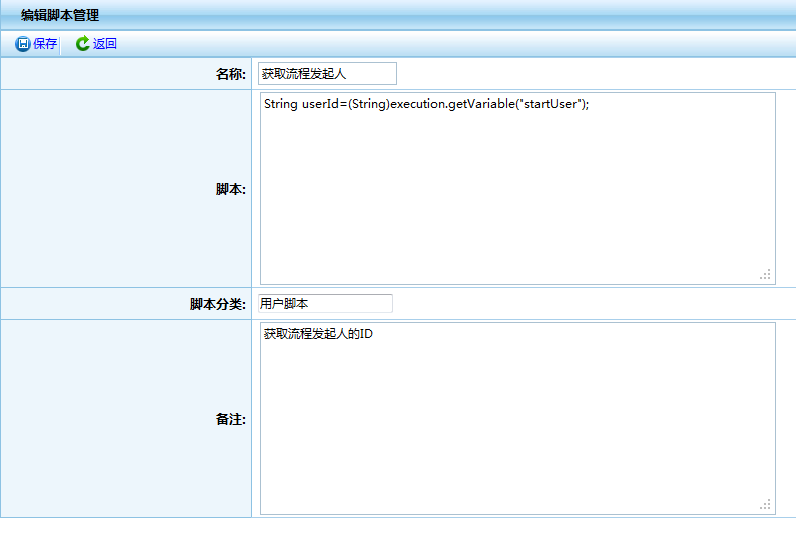 编辑脚本管理
保存 返回
名称: 获取流程发起人
脚本: String userId=(String)execution.getVariable("startUser");
脚本分类: 用户脚本
备注: 获取流程发起人的ID